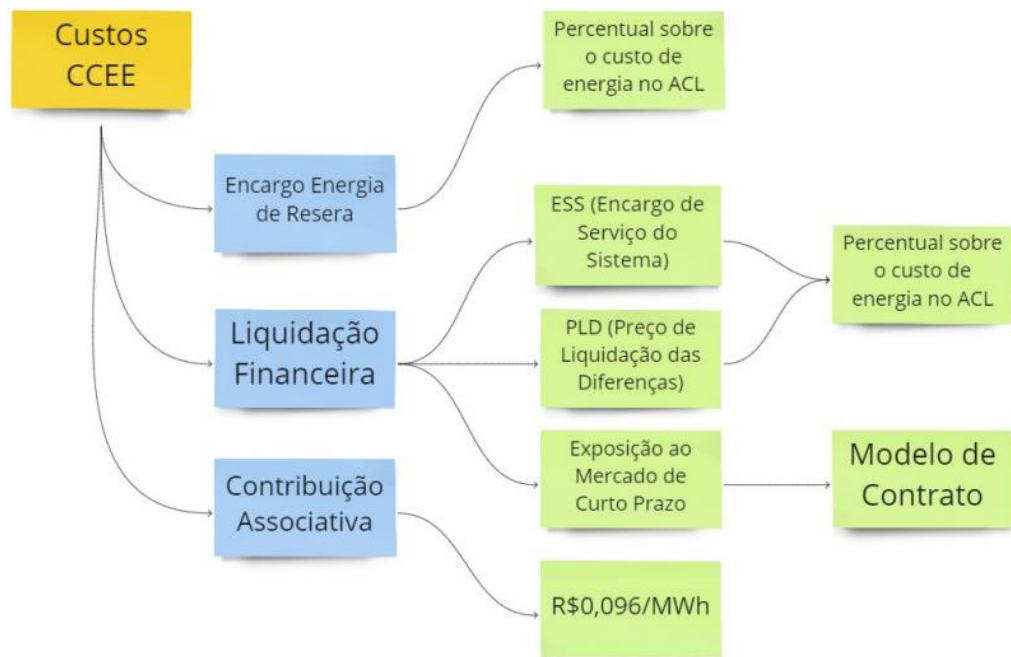 Custos
CCEE
Percentual sobre
o custo de
energia no ACL
Encargo Energia
de Resera
ESS (Encargo de
Serviço do
Sistema)
Percentual sobre
o custo de
energia no ACL
Liquidação
Financeira
PLD (Preço de
Liquidação das
Diferenças)
Exposição ao
Mercado de
Curto Prazo
Modelo de
Contrato
Contribuição
Associativa
R$0,096/MWh